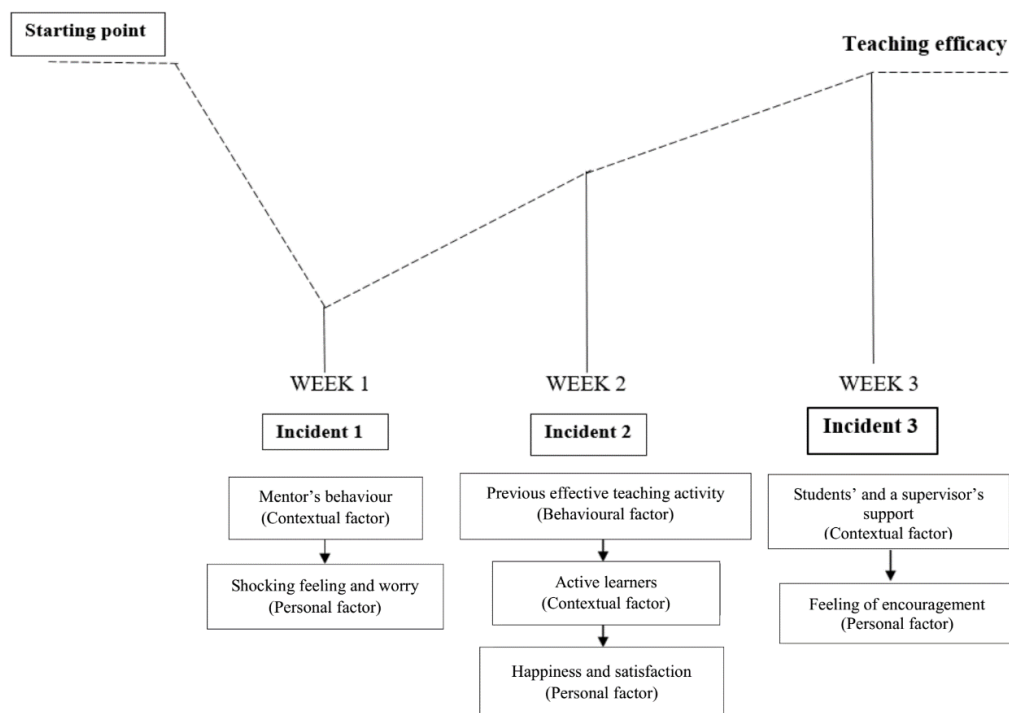 Starting point
Teaching efficacy
WEEK 1
WEEK 2
WEEK 3
Incident 1
Incident 2
Incident 3
Mentor’s behaviour
(Contextual factor)
Shocking feeling and worry
(Personal factor)
Previous effective teaching activity
(Behavioural factor)
Active learners
(Contextual factor)
Happiness and satisfaction
(Personal factor)
Students’ and a supervisor’s
support
(Contextual factor)
Feeling of encouragement
(Personal factor)